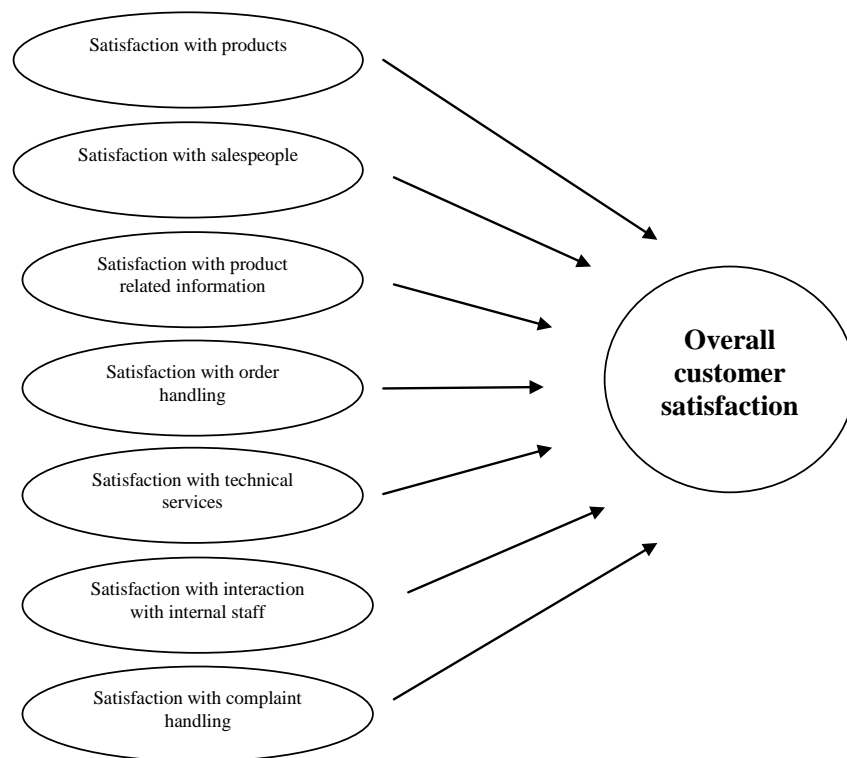 Satisfaction with products
Satisfaction with salespeople
Satisfaction with product
related information
Satisfaction with order
handling
Satisfaction with technical
services
Satisfaction with interaction
with internal staff
Satisfaction with complaint
handling
Overall
customer
satisfaction